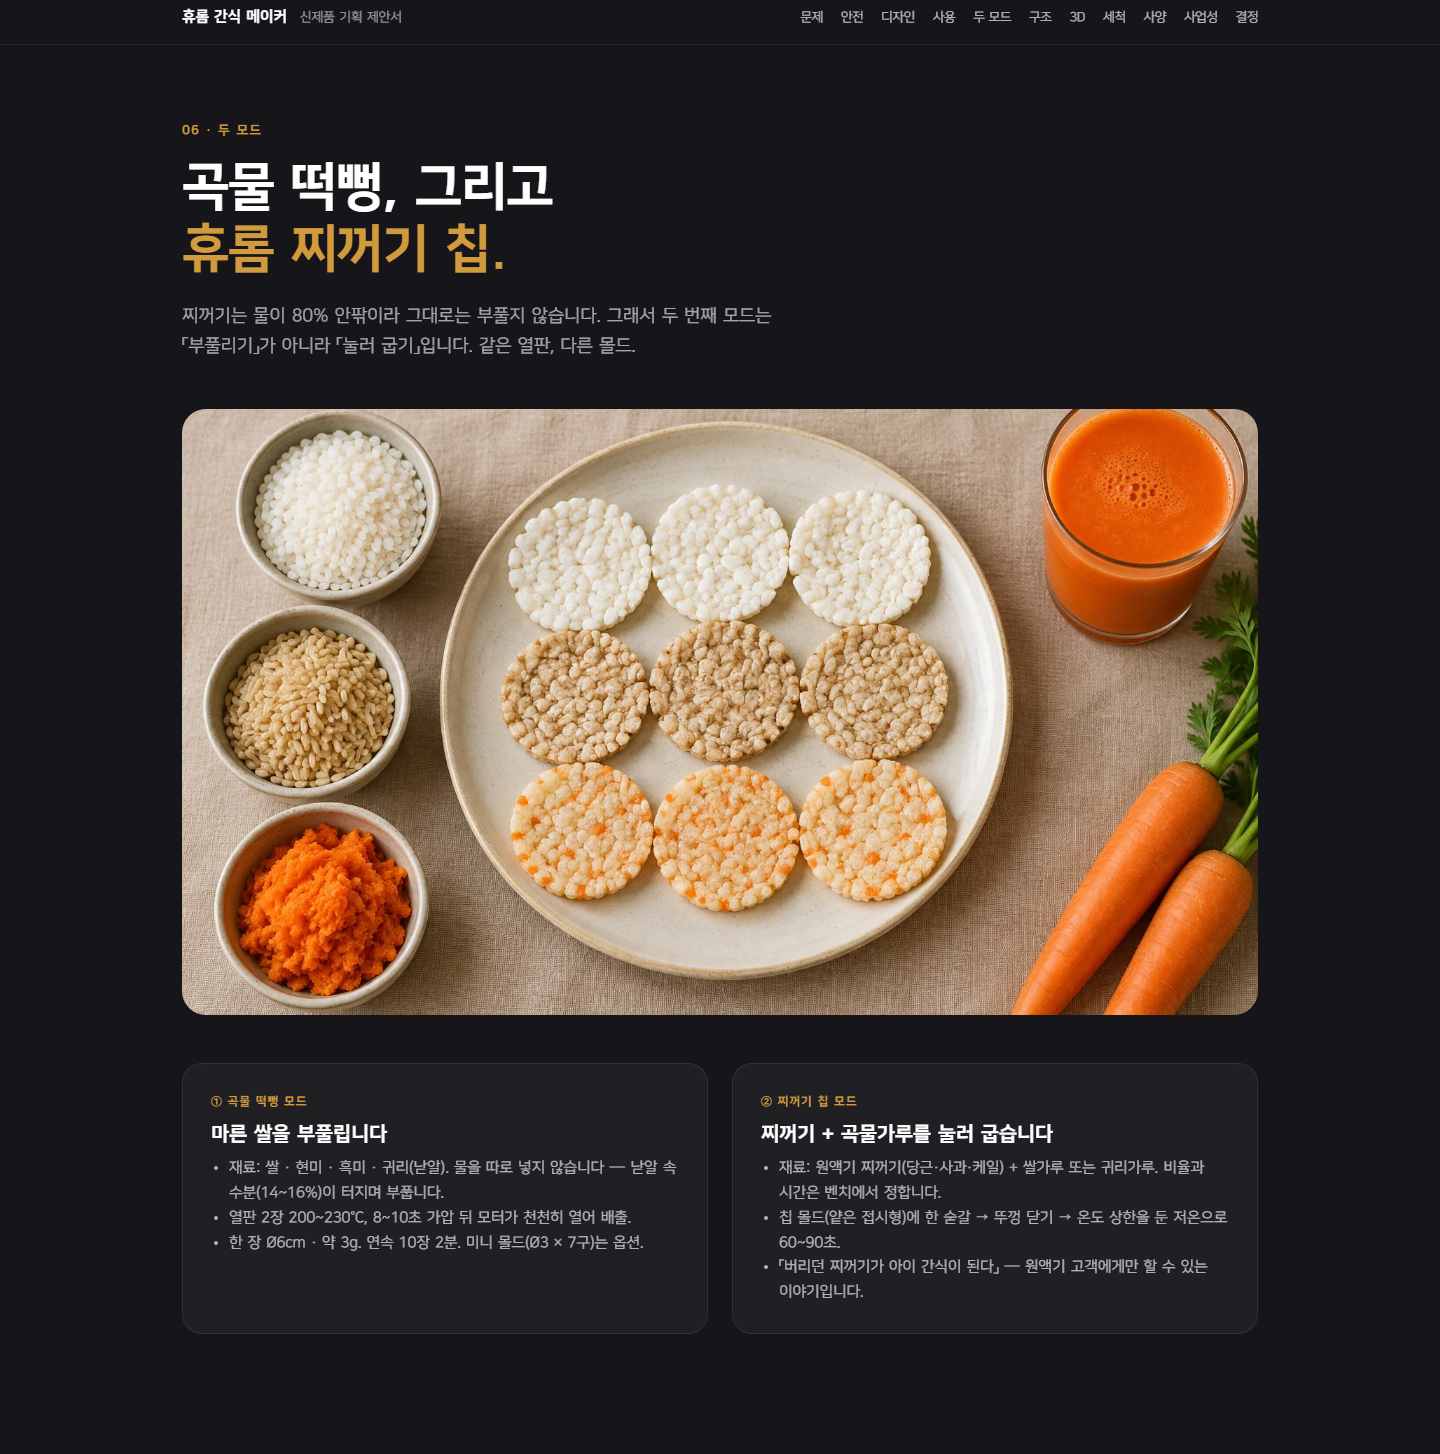 휴롬 간식 메이커 신제품 기획 제안서 문제 안전 디자인 사용 두 모드 구조 3D 세척 사양 사업성 결정
06 · 두 모드
곡물 떡뻥, 그리고
휴롬 찌꺼기 칩.
찌꺼기는 물이 80% 안팎이라 그대로는 부풀지 않습니다. 그래서 두 번째 모드는
「부풀리기」가 아니라 「눌러 굽기」입니다. 같은 열판, 다른 몰드.
① 곡물 떡뻥 모드
마른 쌀을 부풀립니다
• 재료: 쌀 · 현미 · 흑미 · 귀리(낟알). 물을 따로 넣지 않습니다 — 낟알 속
수분(14~16%)이 터지며 부풉니다.
• 열판 2장 200~230℃, 8~10초 가압 뒤 모터가 천천히 열어 배출.
• 한 장 Ø6cm · 약 3g. 연속 10장 2분. 미니 몰드(Ø3 × 7구)는 옵션.
② 찌꺼기 칩 모드
찌꺼기 + 곡물가루를 눌러 굽습니다
• 재료: 원액기 찌꺼기(당근·사과·케일) + 쌀가루 또는 귀리가루. 비율과
시간은 벤치에서 정합니다.
• 칩 몰드(얕은 접시형)에 한 숟갈 → 뚜껑 닫기 → 온도 상한을 둔 저온으로
60~90초.
• 「버리던 찌꺼기가 아이 간식이 된다」 — 원액기 고객에게만 할 수 있는
이야기입니다.